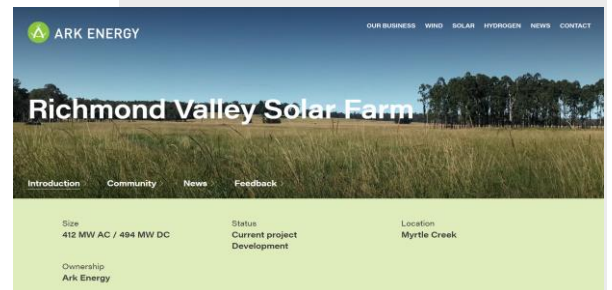 ARK ENERGY
OUR BUSINESS WIND SOLAR HYDROGEN NEWS CONTACT
Richmond Valley Solar Farm
Introduction Community News Feedback
Size
412 MW AC / 494 MW DC
Status
Current project
Development
Location
Myrtle Creek
Ownership
Ark Energy